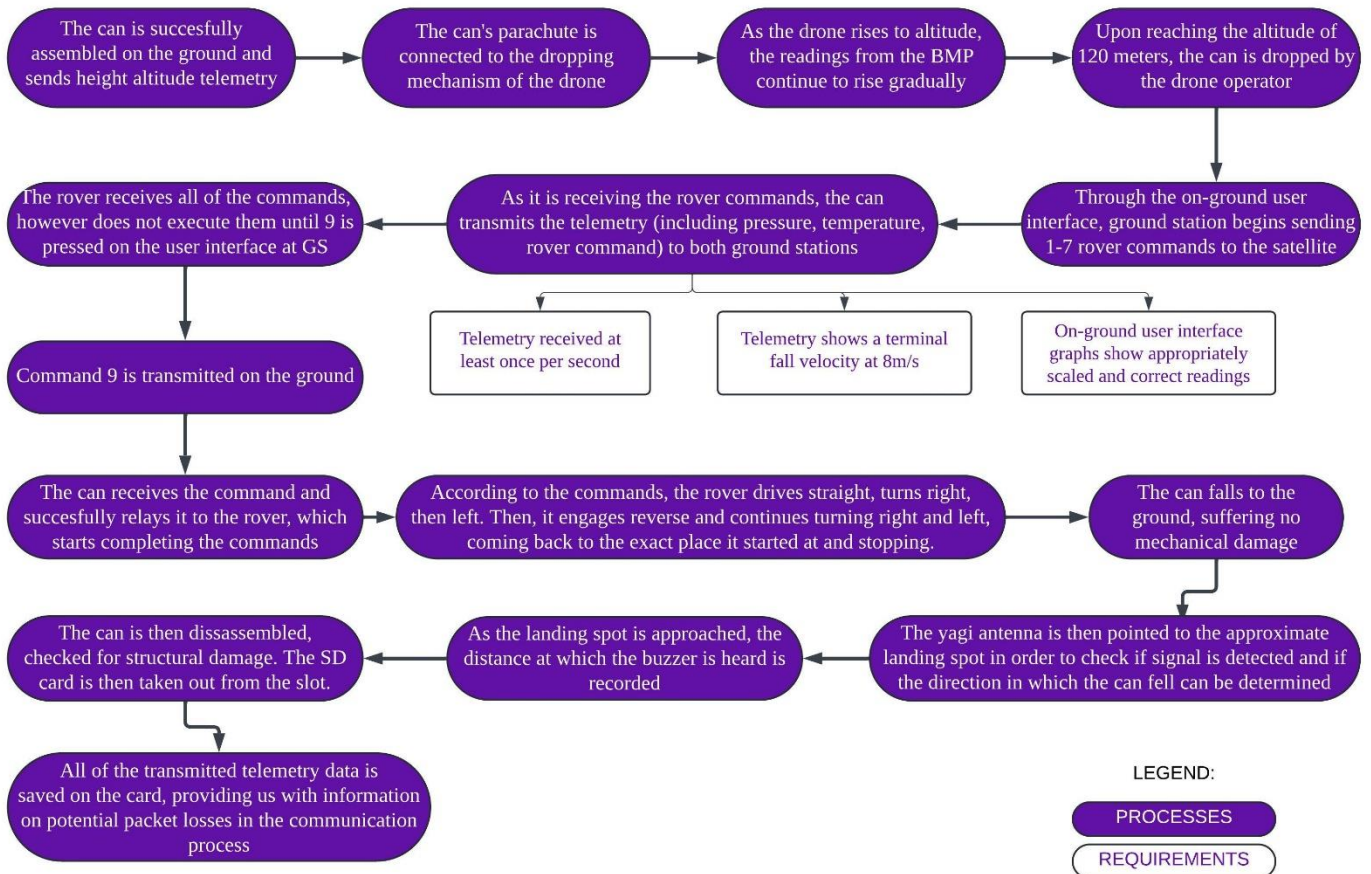 The can is succesfully
assembled on the ground and
sends height altitude telemetry
The can's parachute is
connected to the dropping
mechanism of the drone
As the drone rises to altitude,
the readings from the BMP
continue to rise gradually
Upon reaching the altitude of
120 meters, the can is dropped by
the drone operator
Through the on-ground user
interface, ground station begins sending
1-7 rover commands to the satellite
As it is receiving the rover commands, the can
transmits the telemetry (including pressure, temperature,
rover command) to both ground stations
Telemetry received at
least once per second
Telemetry shows a terminal
fall velocity at 8m/s
On-ground user interface
graphs show appropriately
scaled and correct readings
The rover receives all of the commands,
however does not execute them until 9 is
pressed on the user interface at GS
Command 9 is transmitted on the ground
The can receives the command and
succesfully relays it to the rover, which
starts completing the commands
According to the commands, the rover drives straight, turns right,
then left. Then, it engages reverse and continues turning right and left,
coming back to the exact place it started at and stopping.
The can falls to the
ground, suffering no
mechanical damage
The yagi antenna is then pointed to the approximate
landing spot in order to check if signal is detected and if
the direction in which the can fell can be determined
As the landing spot is approached, the
distance at which the buzzer is heard is
recorded
The can is then dissassembled,
checked for structural damage. The SD
card is then taken out from the slot.
All of the transmitted telemetry data is
saved on the card, providing us with information
on potential packet losses in the communication
process
LEGEND:
PROCESSES
REQUIREMENTS